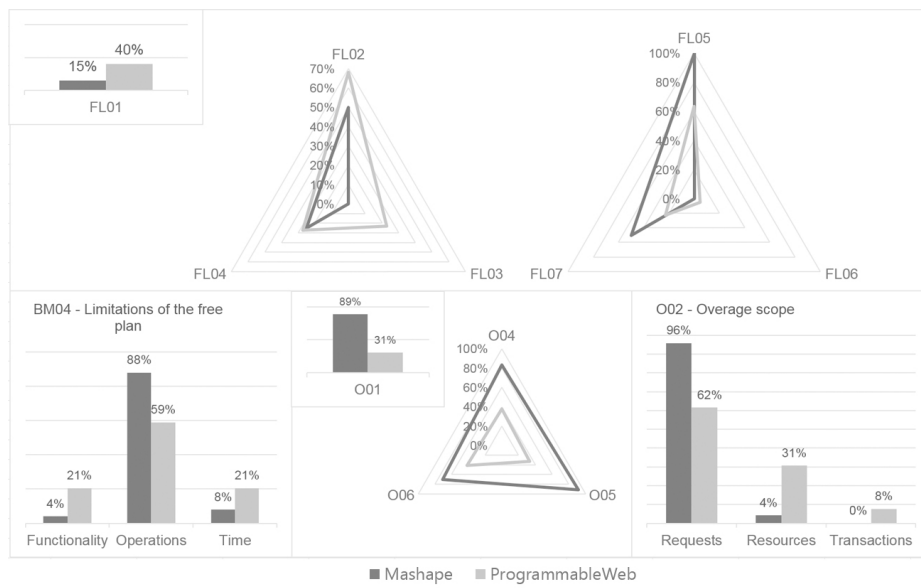 15%
40%
FL01
FL02
70%
60%
50%
40%
30%
20%
10%
0%
FL04
FL03
FL05
100%
80%
60%
40%
20%
0%
FL07
FL06
BM04 - Limitations of the free
plan
88%
59%
21%
21%
4%
8%
Functionality Operations Time
89%
31%
O01
O04
100%
80%
60%
40%
20%
0%
O06
O05
O02 - Overage scope
96%
62%
31%
4%
0%
8%
Requests Resources Transactions
Mashape ProgrammableWeb